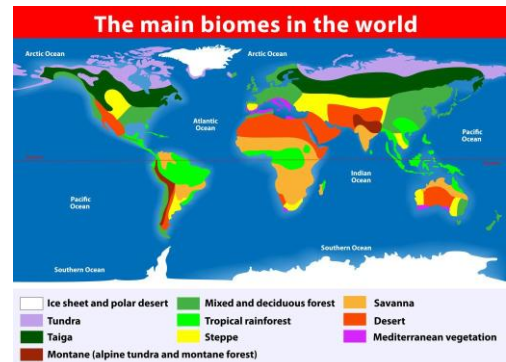 The main biomes in the world
Arctic Ocean
Arctic Ocean
Atlantic
Ocean
Pacific
Ocean
Indian
Ocean
Pacific
Ocean
Southern Ocean
Southern Ocean
Ice sheet and polar desert
Mixed and deciduous forest
Savanna
Tundra
Tropical rainforest
Desert
Taiga
Steppe
Mediterranean vegetation
Montane (alpine tundra and montane forest)